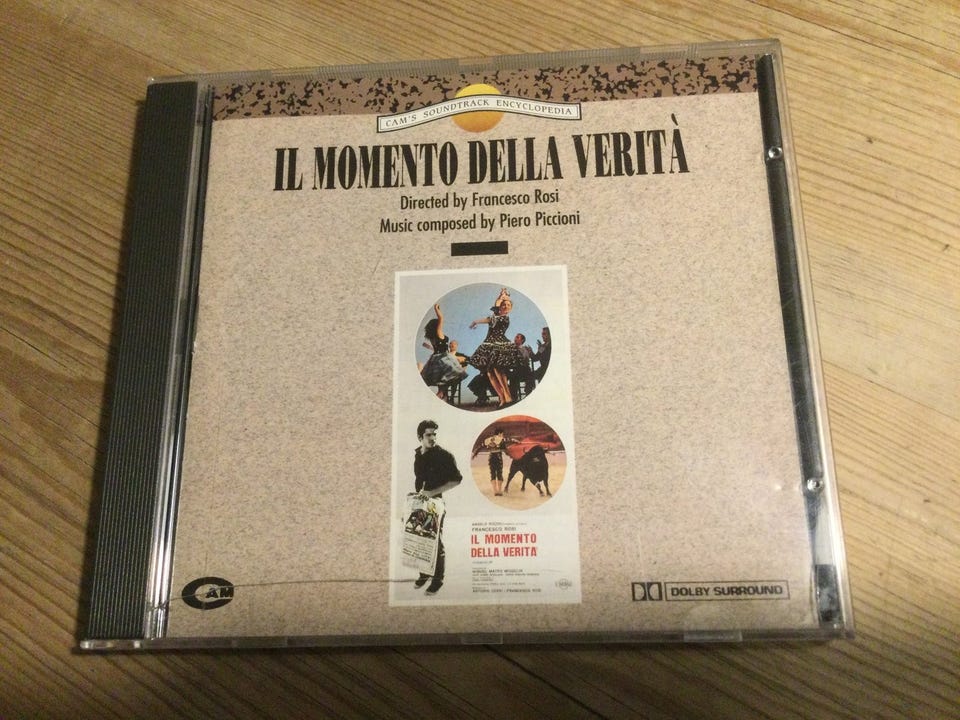 CAM'S SOUNDTRACK ENCYCLOPEDIA
IL MOMENTO DELLA VERITÀ
Directed by Francesco Rosi
Music composed by Piero Piccioni
FRANCESCO ROSI
IL MOMENTO
DELLA VERITA'
CAM
DOLBY SURROUND